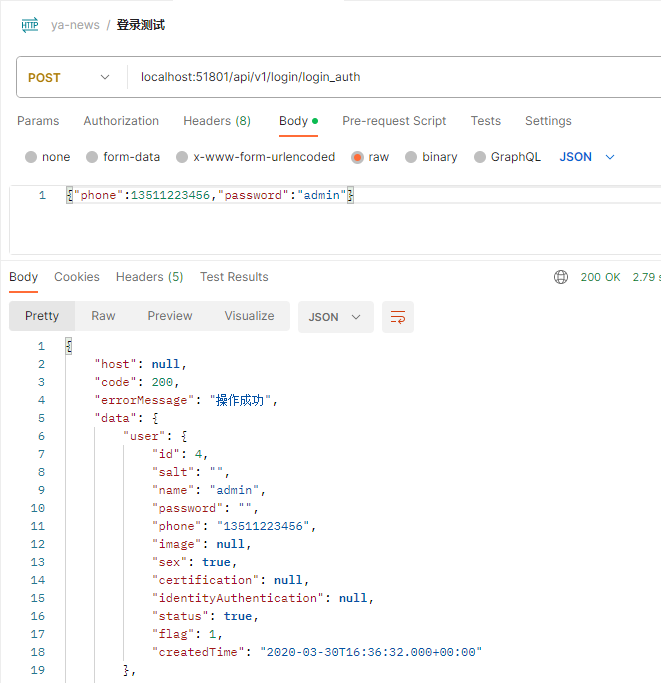 HTTP ya-news / 登录测试
POST localhost:51801/api/v1/login/login_auth
Params Authorization Headers (8) Body Pre-request Script Tests Settings
none form-data x-www-form-urlencoded raw binary GraphQL JSON
1 {"phone":13511223456,"password":"admin"}
Body Cookies Headers (5) Test Results 200 OK 2.79 s
Pretty Raw Preview Visualize JSON
1 {
2 "host": null,
3 "code": 200,
4 "errorMessage": "操作成功",
5 "data": {
6 "user": {
7 "id": 4,
8 "salt": "",
9 "name": "admin",
10 "password": "",
11 "phone": "13511223456",
12 "image": null,
13 "sex": true,
14 "certification": null,
15 "identityAuthentication": null,
16 "status": true,
17 "flag": 1,
18 "createdTime": "2020-03-30T16:36:32.000+00:00"
19 },